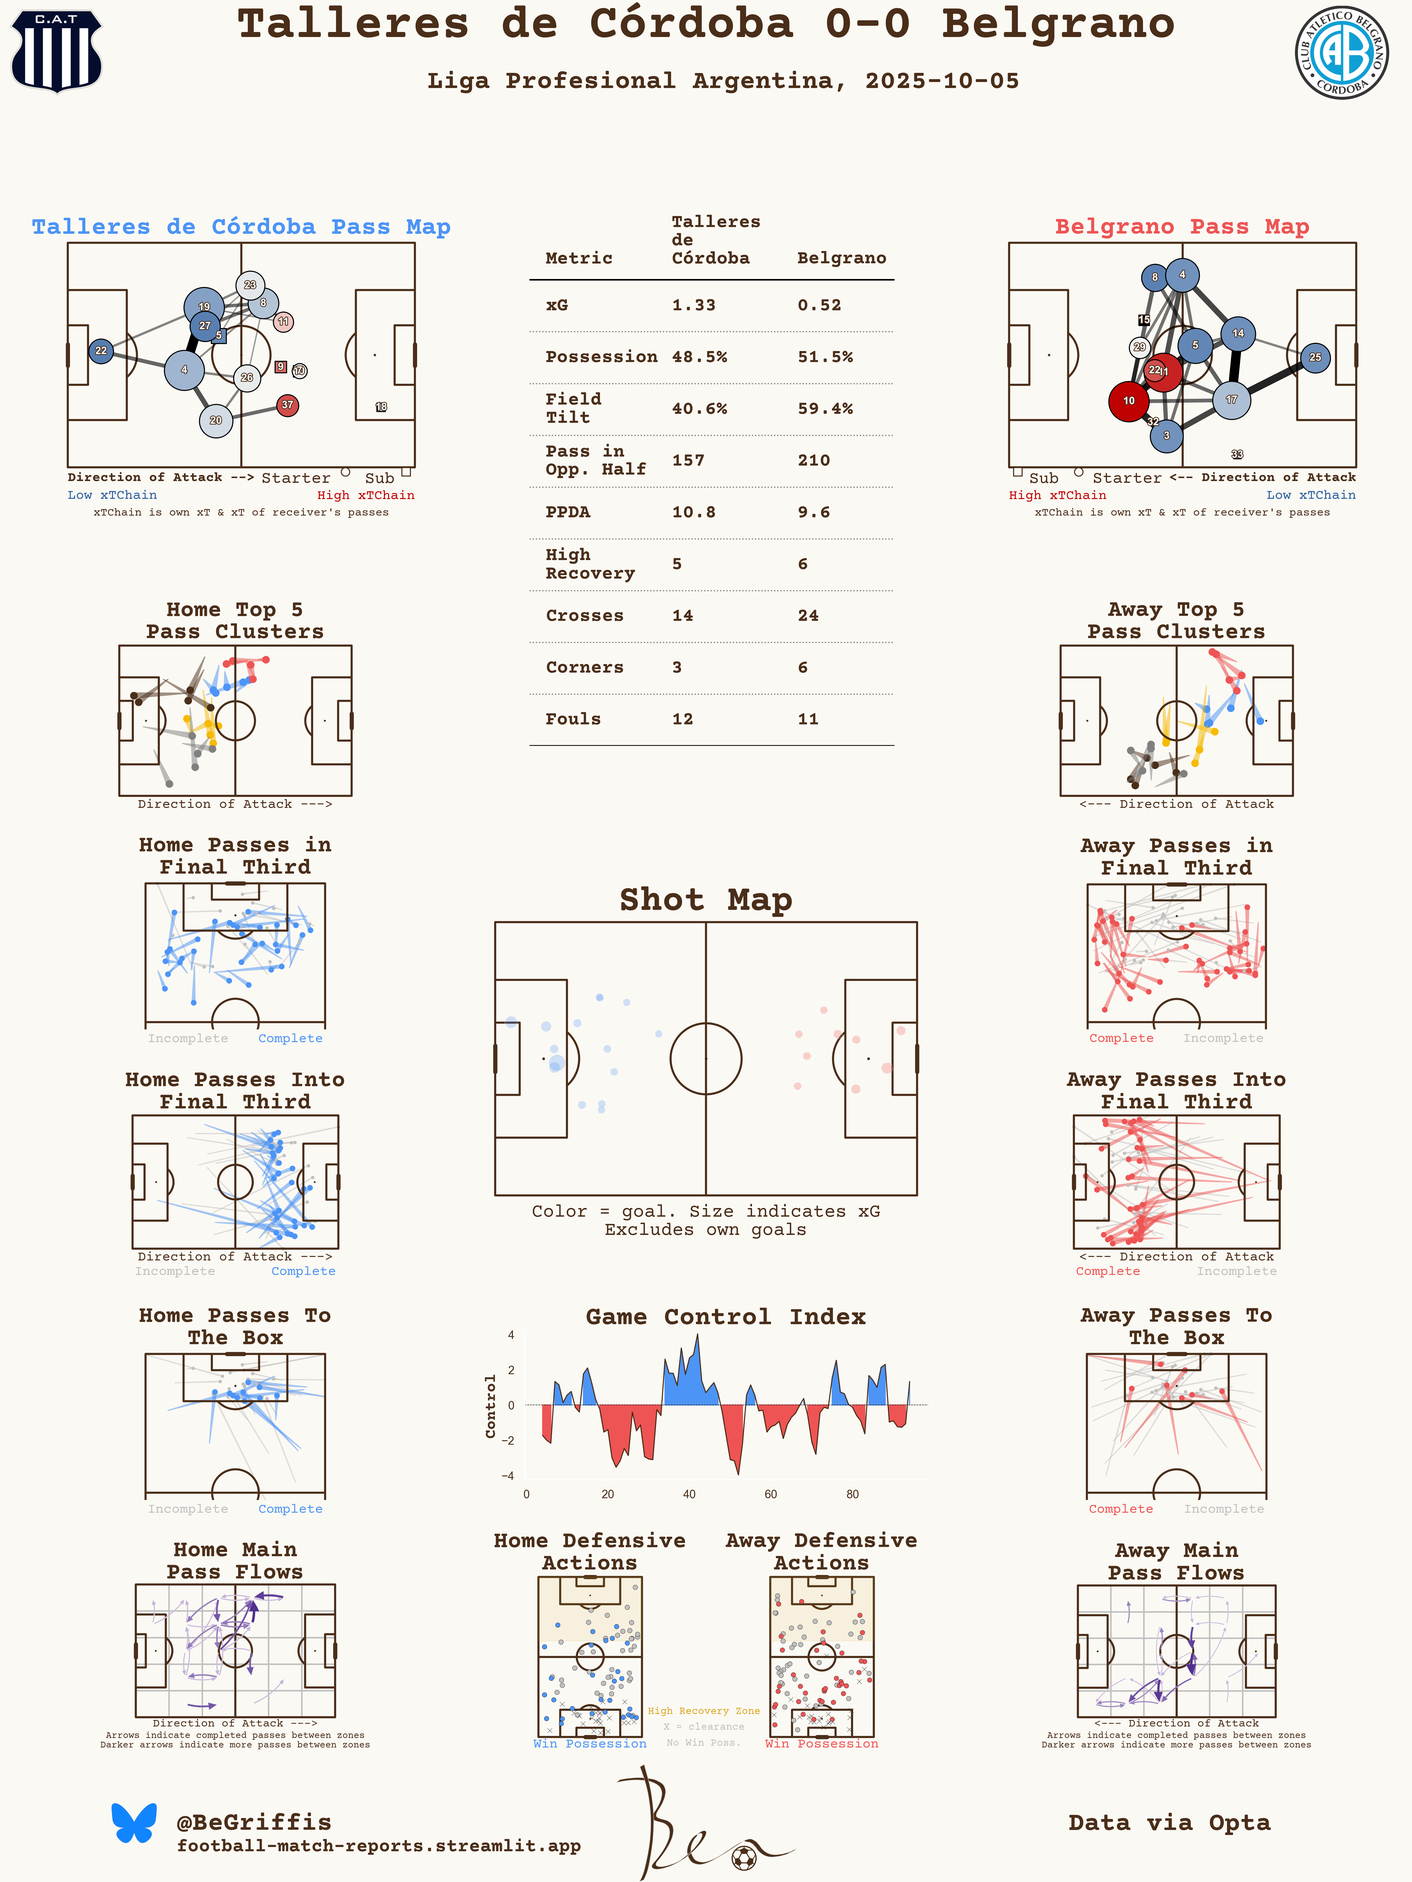 C.A.T
Talleres de Córdoba 0-0 Belgrano
CLUB ATLETICO BELGRANO
CORDOBA
Liga Profesional Argentina, 2025-10-05
Talleres de Córdoba Pass Map
22
19
27
5
4
20
23
8
11
26
9
37
18
Direction of Attack --> Starter Sub
Low xTChain High xTChain
xTChain is own xT & xT of receiver's passes
Metric Talleres de Córdoba Belgrano
xG 1.33 0.52
Possession 48.5% 51.5%
Field Tilt 40.6% 59.4%
Pass in Opp. Half 157 210
PPDA 10.8 9.6
High Recovery 5 6
Crosses 14 24
Corners 3 6
Fouls 12 11
Belgrano Pass Map
8
4
15
29
5
14
25
22
11
10
17
32
3
33
Sub Starter <-- Direction of Attack
High xTChain Low xTChain
xTChain is own xT & xT of receiver's passes
Home Top 5
Pass Clusters
Direction of Attack --->
Away Top 5
Pass Clusters
<--- Direction of Attack
Home Passes in
Final Third
Incomplete Complete
Away Passes in
Final Third
Complete Incomplete
Shot Map
Color = goal. Size indicates xG
Excludes own goals
Home Passes Into
Final Third
Direction of Attack --->
Incomplete Complete
Away Passes Into
Final Third
<--- Direction of Attack
Complete Incomplete
Home Passes To
The Box
Incomplete Complete
Game Control Index
Control
4
2
0
−2
−4
0 20 40 60 80
Away Passes To
The Box
Complete Incomplete
Home Main
Pass Flows
Direction of Attack --->
Arrows indicate completed passes between zones
Darker arrows indicate more passes between zones
Home Defensive
Actions
Win Possession
High Recovery Zone
X = clearance
No Win Poss.
Away Defensive
Actions
Win Possession
Away Main
Pass Flows
<--- Direction of Attack
Arrows indicate completed passes between zones
Darker arrows indicate more passes between zones
@BeGriffis
football-match-reports.streamlit.app
Ben
Data via Opta